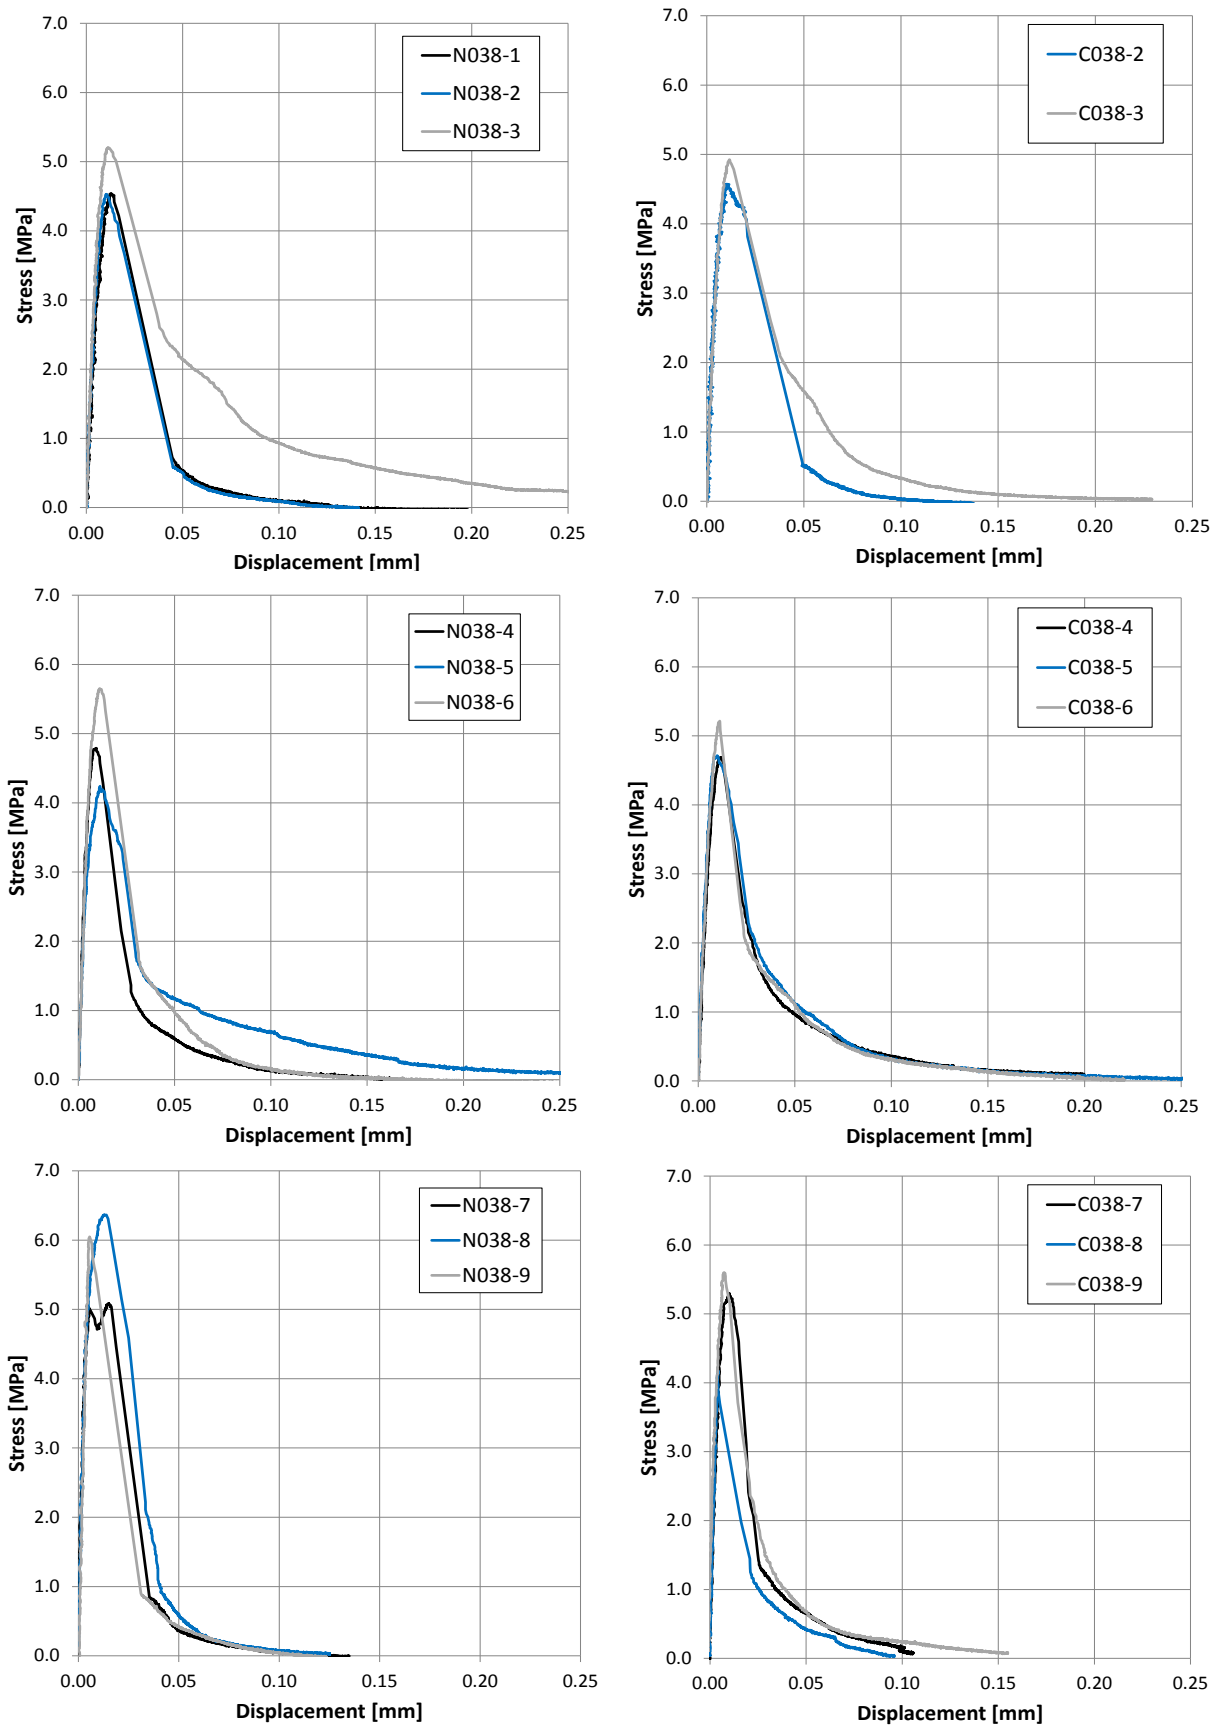 7.0
6.0
5.0
4.0
3.0
2.0
1.0
0.0
Stress [MPa]
N038-1
N038-2
N038-3
0.00 0.05 0.10 0.15 0.20 0.25
Displacement [mm]
7.0
6.0
5.0
4.0
3.0
2.0
1.0
0.0
Stress [MPa]
C038-2
C038-3
0.00 0.05 0.10 0.15 0.20 0.25
Displacement [mm]
7.0
6.0
5.0
4.0
3.0
2.0
1.0
0.0
Stress [MPa]
N038-4
N038-5
N038-6
0.00 0.05 0.10 0.15 0.20 0.25
Displacement [mm]
7.0
6.0
5.0
4.0
3.0
2.0
1.0
0.0
Stress [MPa]
C038-4
C038-5
C038-6
0.00 0.05 0.10 0.15 0.20 0.25
Displacement [mm]
7.0
6.0
5.0
4.0
3.0
2.0
1.0
0.0
Stress [MPa]
N038-7
N038-8
N038-9
0.00 0.05 0.10 0.15 0.20 0.25
Displacement [mm]
7.0
6.0
5.0
4.0
3.0
2.0
1.0
0.0
Stress [MPa]
C038-7
C038-8
C038-9
0.00 0.05 0.10 0.15 0.20 0.25
Displacement [mm]